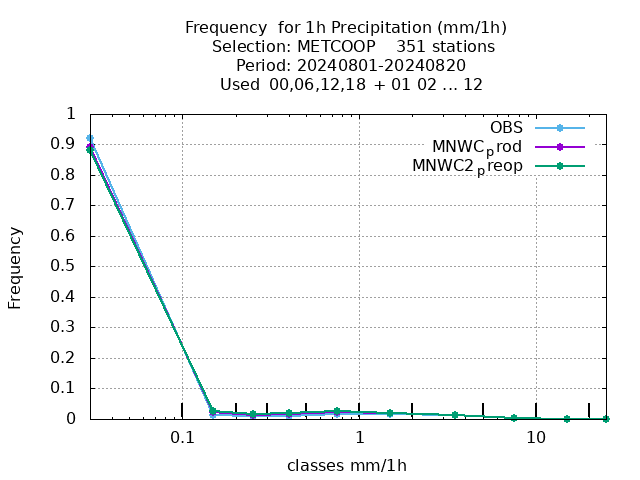 Frequency  for 1h Precipitation (mm/1h)
Selection: METCOOP    351 stations
Period: 20240801-20240820
Used  00,06,12,18  + 01 02 ... 12
1
0.9
0.8
0.7
0.6
0.5
0.4
0.3
0.2
0.1
0
Frequency
OBS
MNWCprod
MNWC2preop
0.1
1
10
classes mm/1h